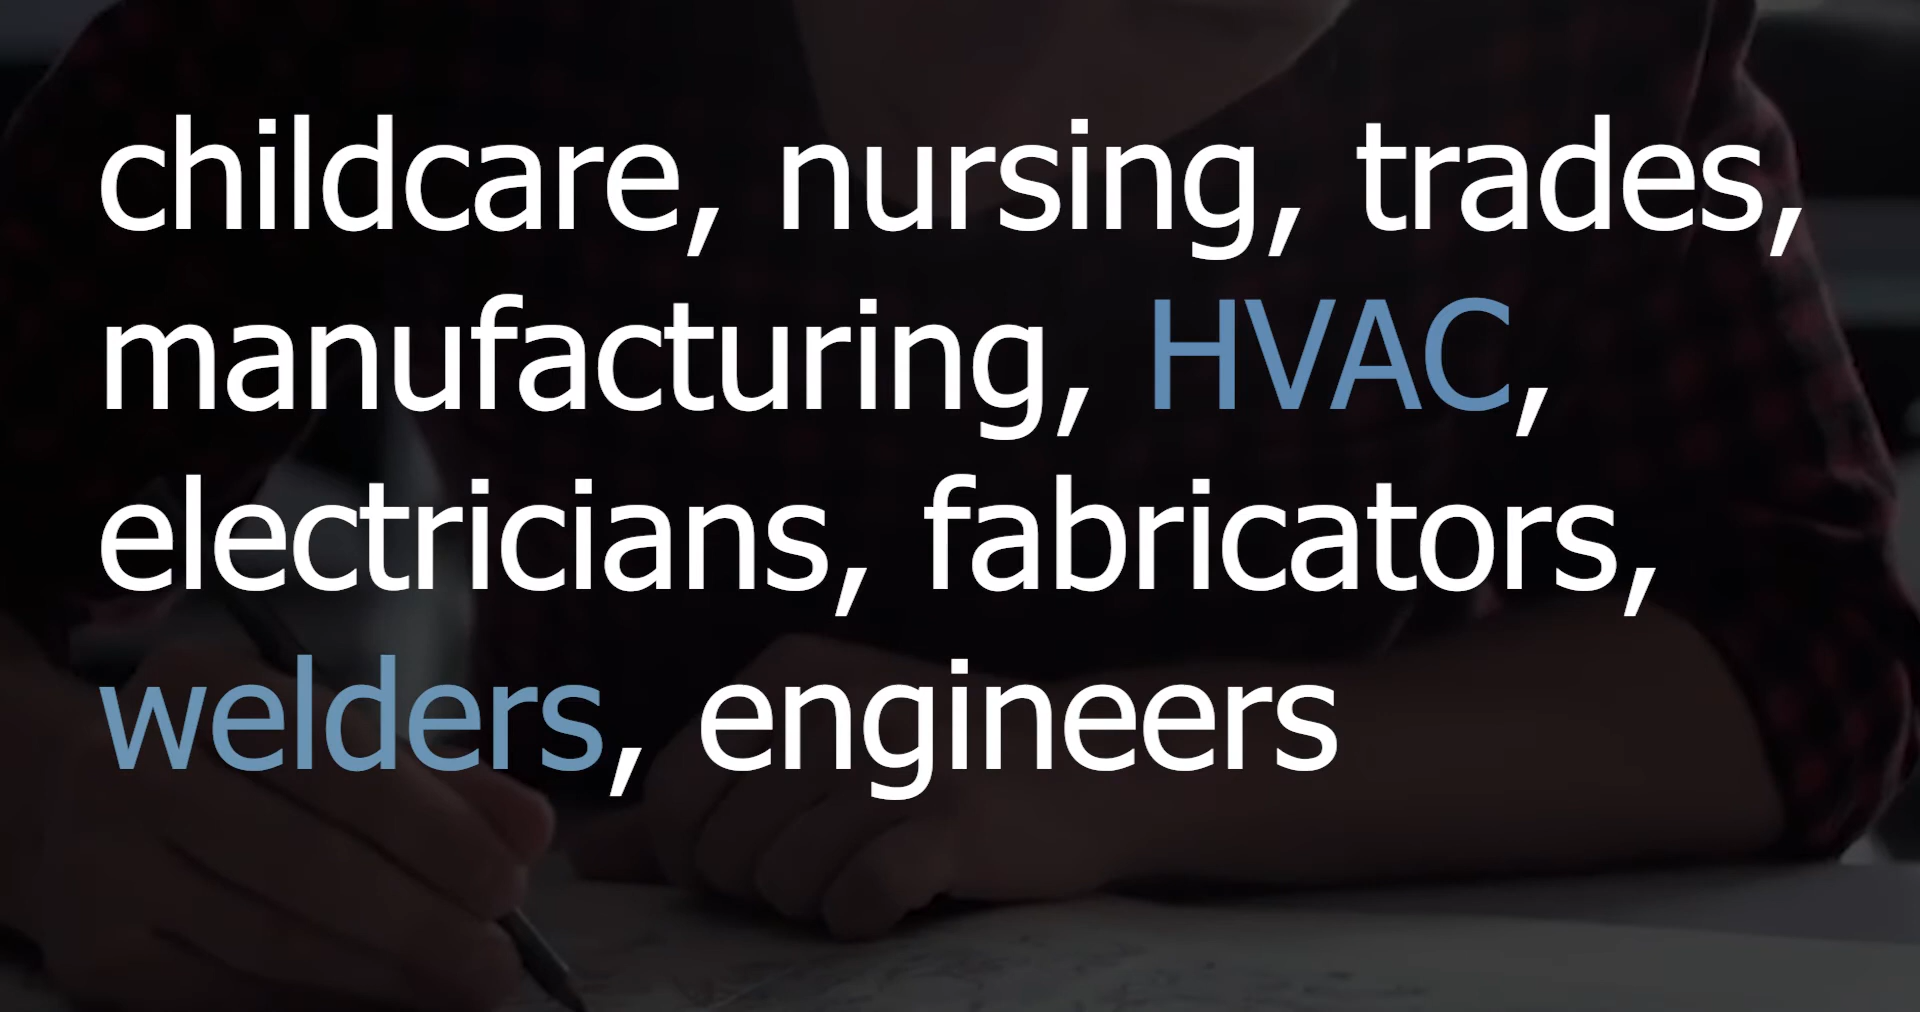 childcare, nursing, trades,
manufacturing, HVAC,
electricians, fabricators,
welders, engineers